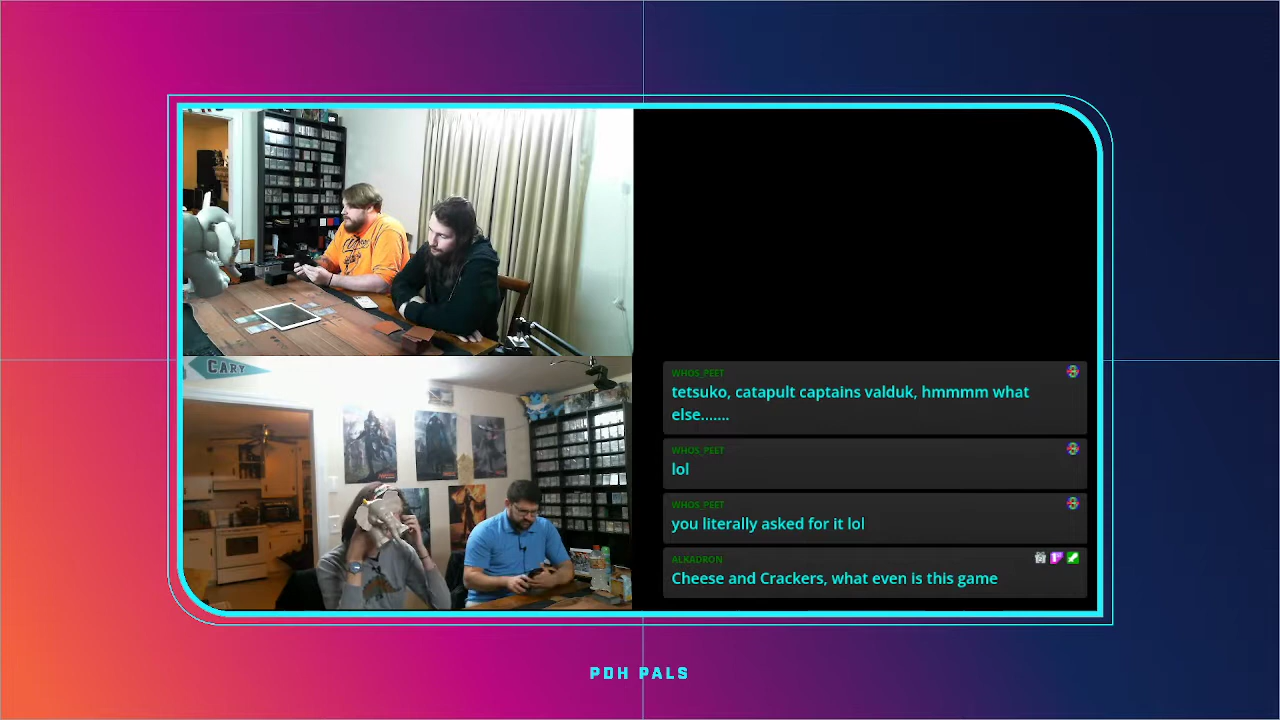 CARY
WHOS_PEET
tetsuko, catapult captains valduk, hmmmm what
else.......
WHOS_PEET
lol
WHOS_PEET
you literally asked for it lol
ALKADRON
Cheese and Crackers, what even is this game
PDH PALS